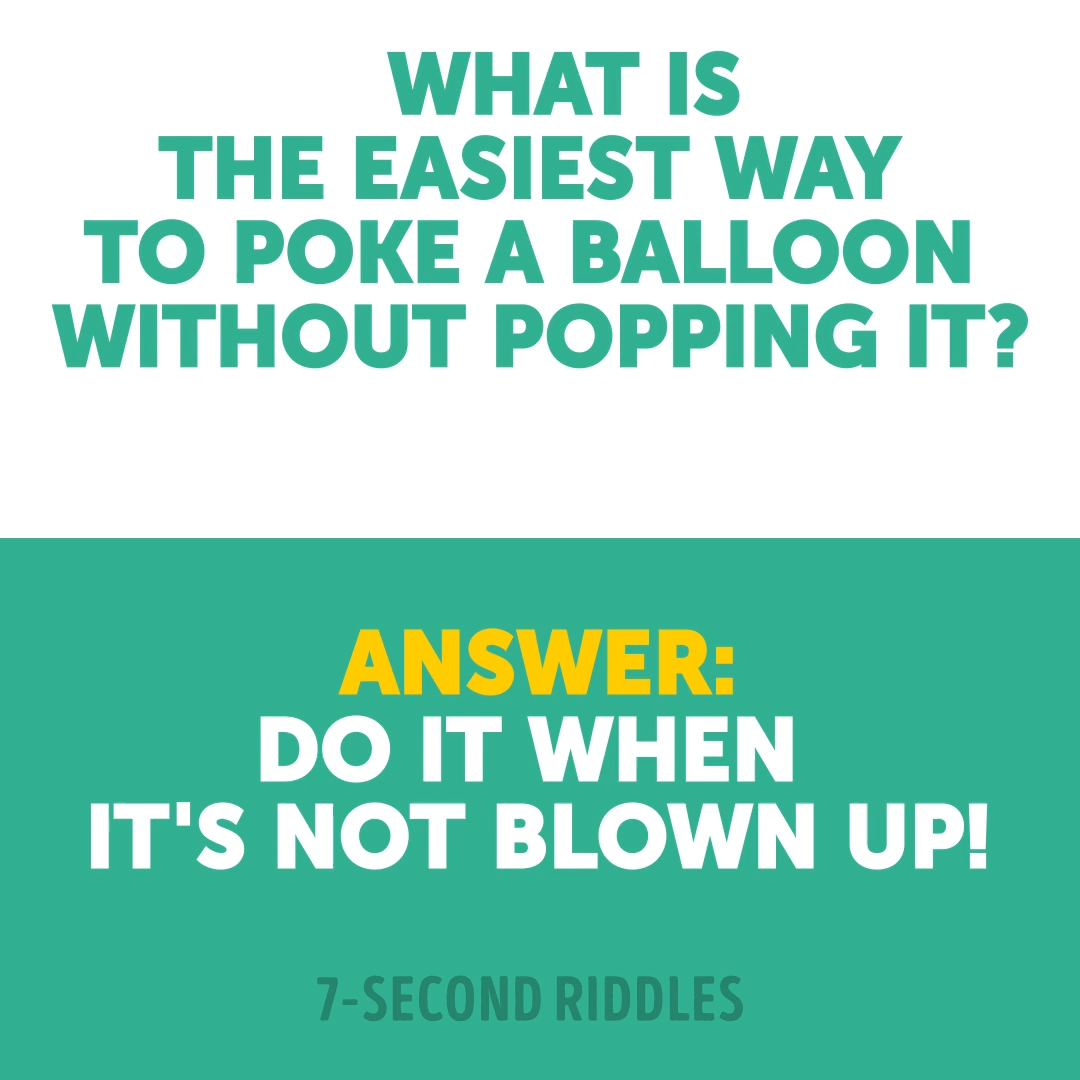 WHAT IS
THE EASIEST WAY
TO POKE A BALLOON
WITHOUT POPPING IT?
ANSWER:
DO IT WHEN
IT'S NOT BLOWN UP!
7-SECOND RIDDLES